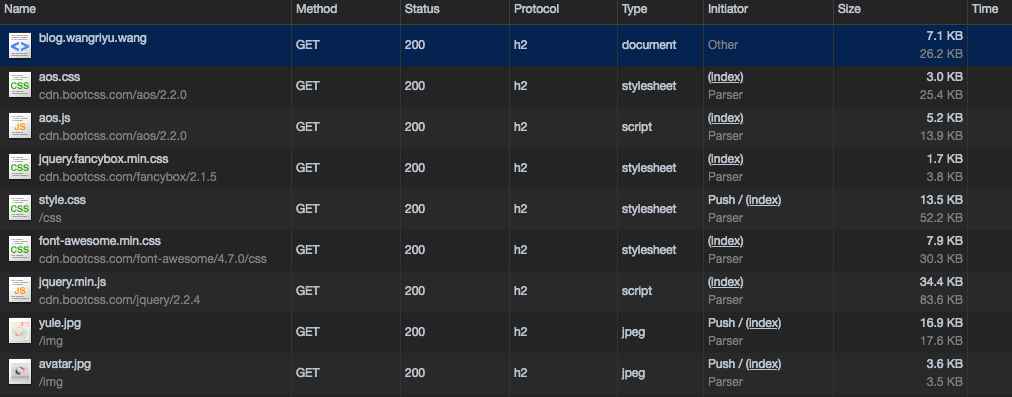 Name Method Status Protocol Type Initiator Size Time
blog.wangriyu.wang GET 200 h2 document Other 7.1 KB
26.2 KB
aos.css GET 200 h2 stylesheet (index) 3.0 KB
cdn.bootcss.com/aos/2.2.0 Parser 25.4 KB
aos.js GET 200 h2 script (index) 5.2 KB
cdn.bootcss.com/aos/2.2.0 Parser 13.9 KB
jquery.fancybox.min.css GET 200 h2 stylesheet (index) 1.7 KB
cdn.bootcss.com/fancybox/2.1.5 Parser 3.8 KB
style.css GET 200 h2 stylesheet Push / (index) 13.5 KB
/css Parser 52.2 KB
font-awesome.min.css GET 200 h2 stylesheet (index) 7.9 KB
cdn.bootcss.com/font-awesome/4.7.0/css Parser 30.3 KB
jquery.min.js GET 200 h2 script (index) 34.4 KB
cdn.bootcss.com/jquery/2.2.4 Parser 83.6 KB
yule.jpg GET 200 h2 jpeg Push / (index) 16.9 KB
/img Parser 17.6 KB
avatar.jpg GET 200 h2 jpeg Push / (index) 3.6 KB
/img Parser 3.5 KB